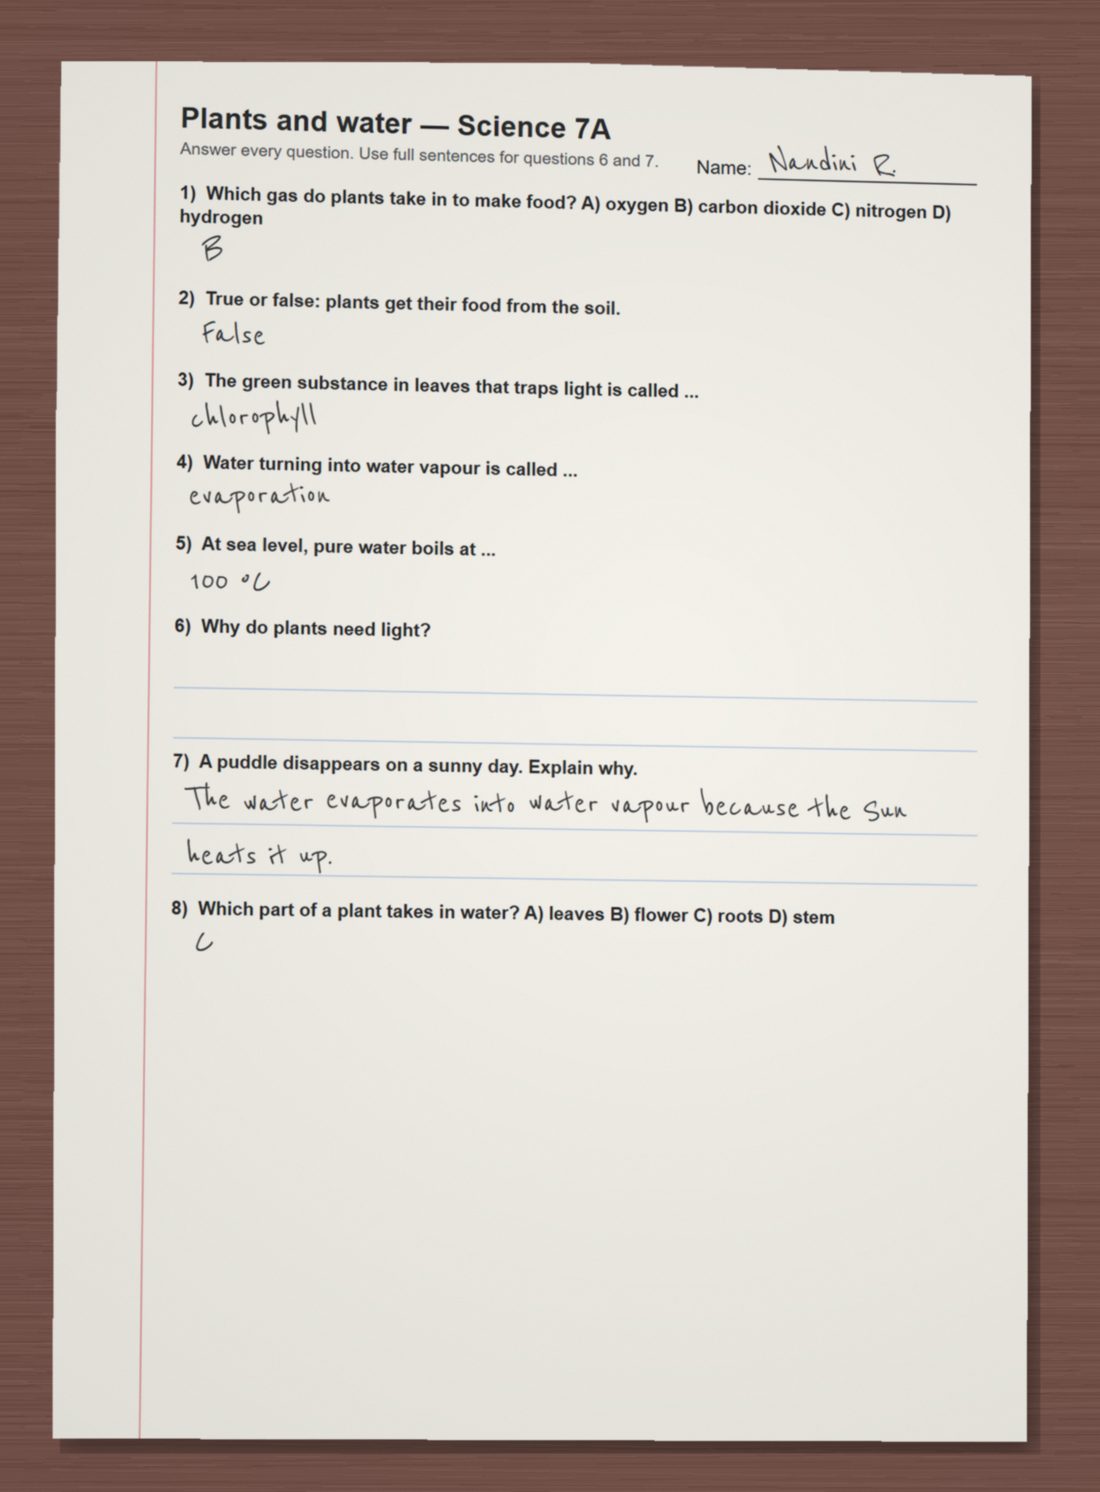 Plants and water — Science 7A
Answer every question. Use full sentences for questions 6 and 7.
Name: Nandini R.
1) Which gas do plants take in to make food? A) oxygen B) carbon dioxide C) nitrogen D)
hydrogen
B
2) True or false: plants get their food from the soil.
False
3) The green substance in leaves that traps light is called ...
chlorophyll
4) Water turning into water vapour is called ...
evaporation
5) At sea level, pure water boils at ...
100 °C
6) Why do plants need light?
7) A puddle disappears on a sunny day. Explain why.
The water evaporates into water vapour because the Sun
heats it up.
8) Which part of a plant takes in water? A) leaves B) flower C) roots D) stem
C